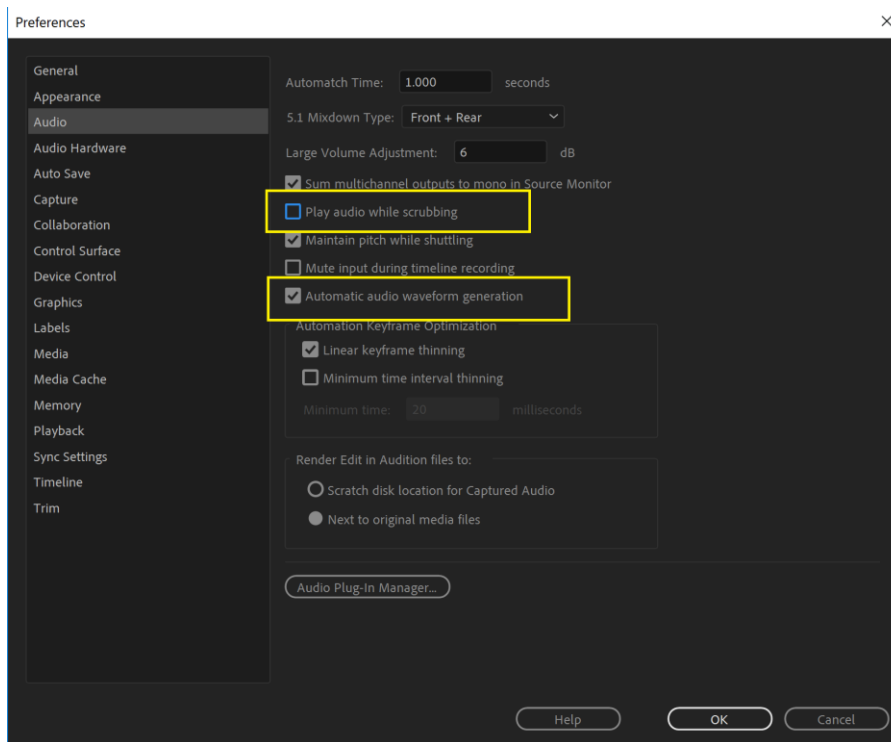 Preferences
General
Appearance
Audio
Audio Hardware
Auto Save
Capture
Collaboration
Control Surface
Device Control
Graphics
Labels
Media
Media Cache
Memory
Playback
Sync Settings
Timeline
Trim
Automatch Time: 1.000 seconds
5.1 Mixdown Type: Front + Rear
Large Volume Adjustment: 6 dB
Sum multichannel outputs to mono in Source Monitor
Play audio while scrubbing
Maintain pitch while shuttling
Mute input during timeline recording
Automatic audio waveform generation
Automation Keyframe Optimization
Linear keyframe thinning
Minimum time interval thinning
Minimum time: 20 milliseconds
Render Edit in Audition files to:
Scratch disk location for Captured Audio
Next to original media files
Audio Plug-In Manager...
Help OK Cancel